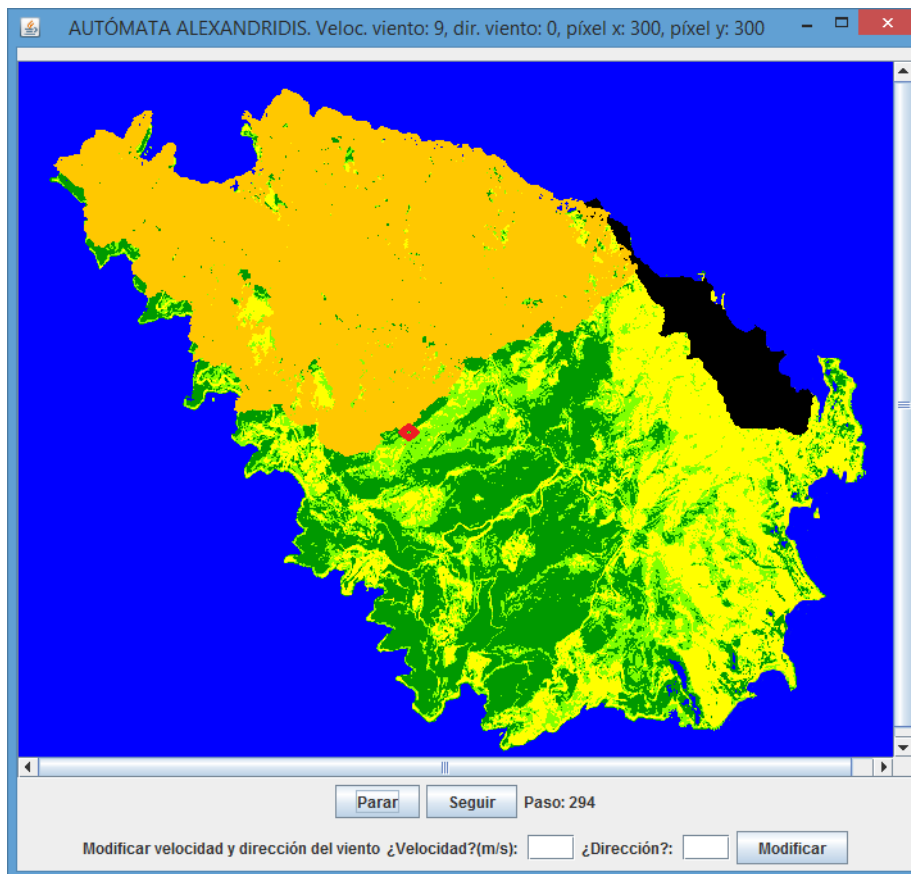 AUTÓMATA ALEXANDRIDIS. Veloc. viento: 9, dir. viento: 0, píxel x: 300, píxel y: 300
Parar Seguir Paso: 294
Modificar velocidad y dirección del viento ¿Velocidad?(m/s): ¿Dirección?: Modificar